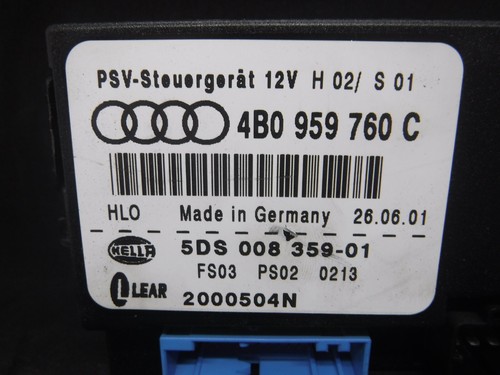 PSV-Steuergerät 12V H 02/ S 01
4B0 959 760 C
HLO Made in Germany 26.06.01
HELLA 5DS 008 359-01
FS03 PS02 0213
LEAR 2000504N